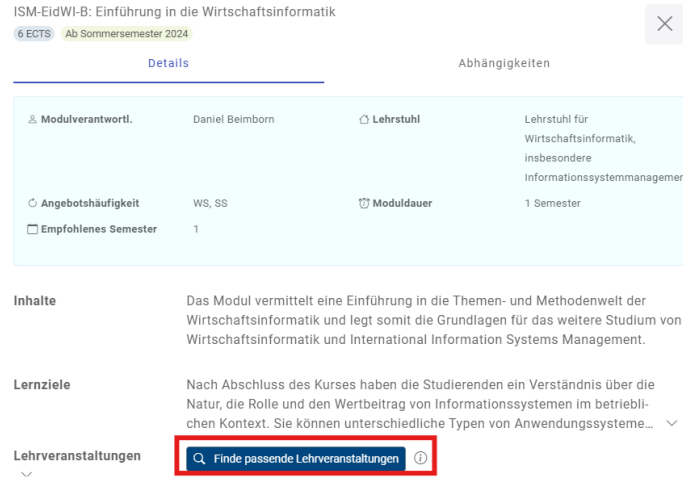 ISM-EidWI-B: Einführung in die Wirtschaftsinformatik
6 ECTS Ab Sommersemester 2024
Details Abhängigkeiten
Modulverantwortl. Daniel Beimborn Lehrstuhl Lehrstuhl für
Wirtschaftsinformatik,
insbesondere
Informationssystemmanagemen
Angebotshäufigkeit WS, SS Moduldauer 1 Semester
Empfohlenes Semester 1
Inhalte Das Modul vermittelt eine Einführung in die Themen- und Methodenwelt der
Wirtschaftsinformatik und legt somit die Grundlagen für das weitere Studium von
Wirtschaftsinformatik und International Information Systems Management.
Lernziele Nach Abschluss des Kurses haben die Studierenden ein Verständnis über die
Natur, die Rolle und den Wertbeitrag von Informationssystemen im betriebli-
chen Kontext. Sie können unterschiedliche Typen von Anwendungssysteme…
Lehrveranstaltungen Finde passende Lehrveranstaltungen